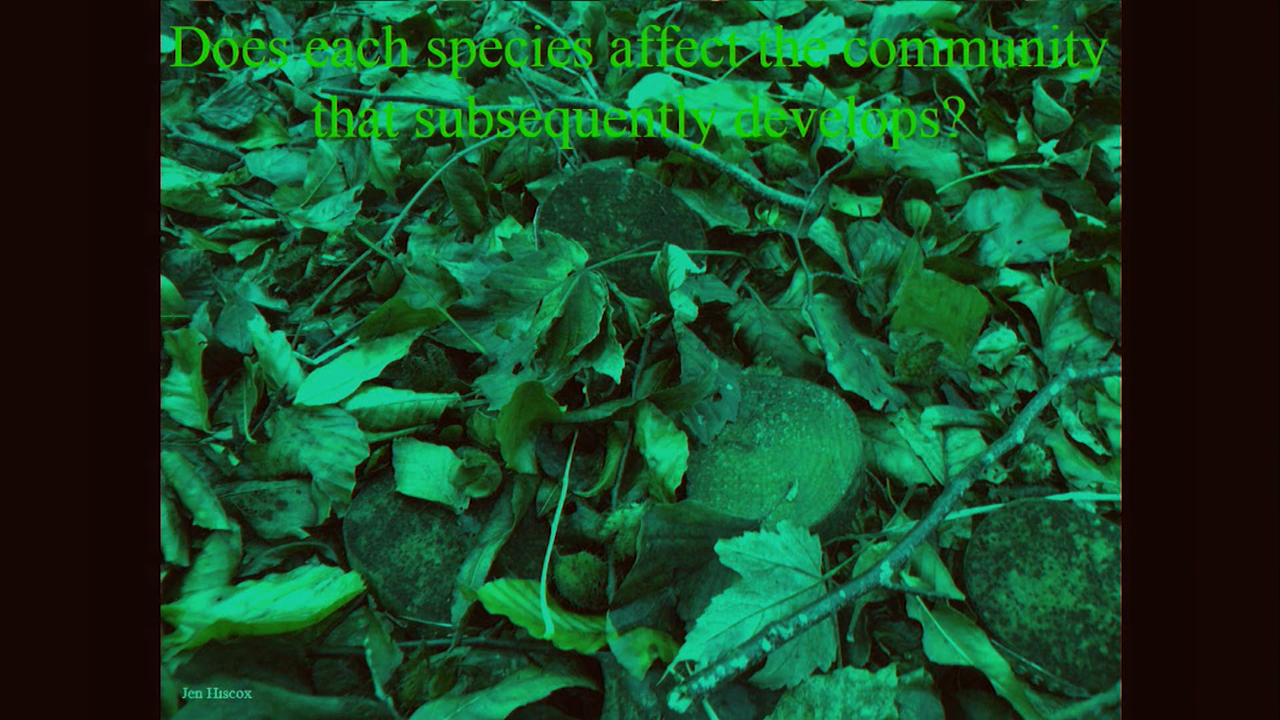 Does each species affect the community
that subsequently develops?
Jen Hiscox